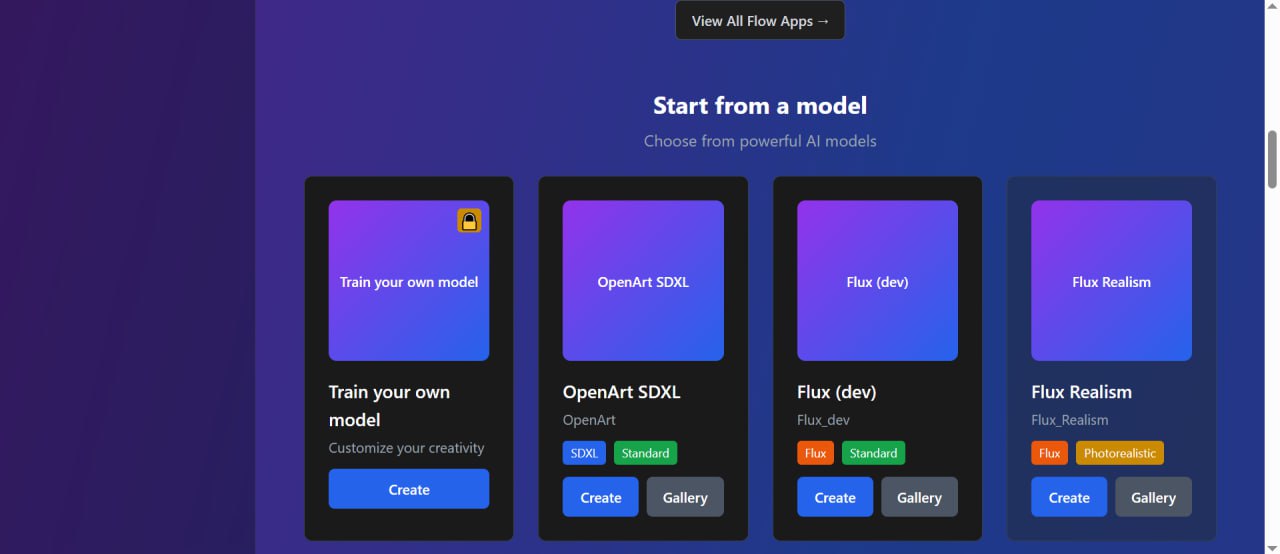 View All Flow Apps →
Start from a model
Choose from powerful AI models
Train your own model
Train your own
model
Customize your creativity
Create
OpenArt SDXL
OpenArt SDXL
OpenArt
SDXL Standard
Create Gallery
Flux (dev)
Flux (dev)
Flux_dev
Flux Standard
Create Gallery
Flux Realism
Flux Realism
Flux_Realism
Flux Photorealistic
Create Gallery